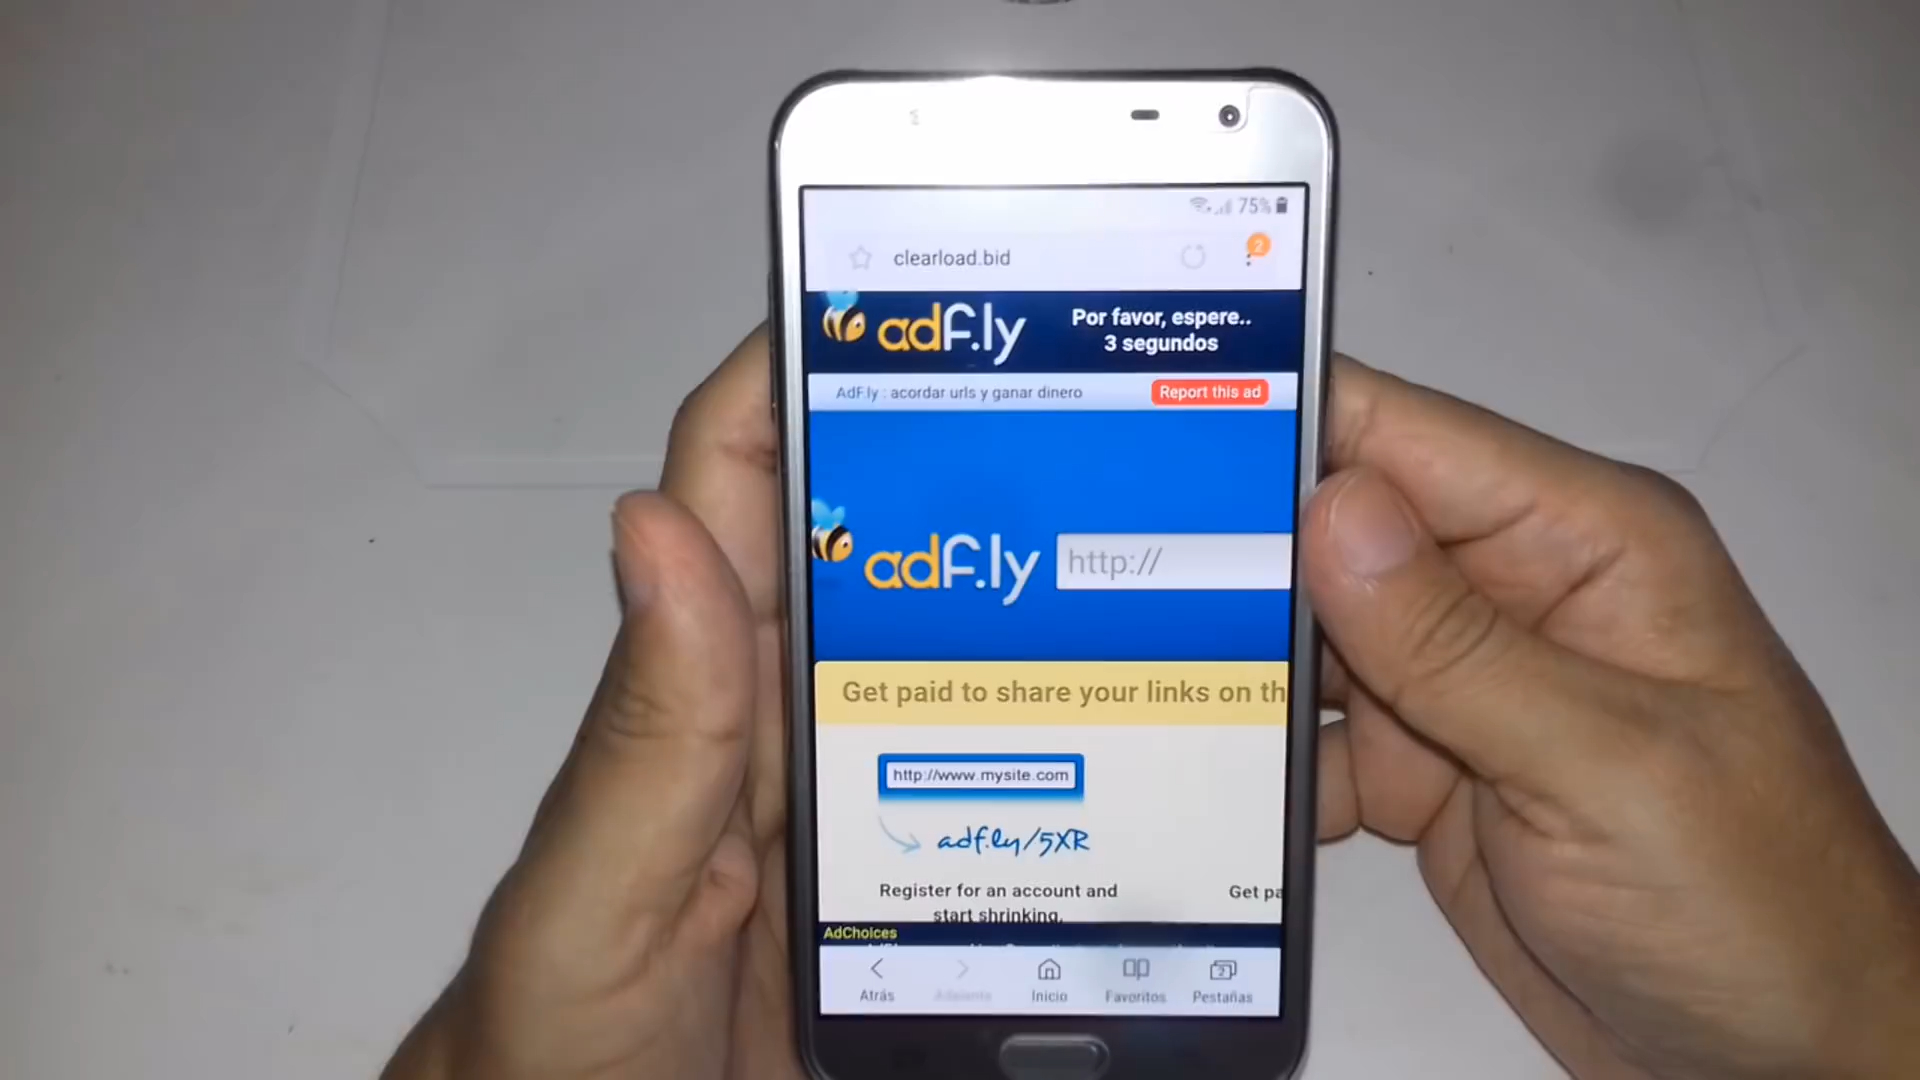 75%
clearload.bid
2
adf.ly
Por favor, espere..
3 segundos
AdF.ly : acordar urls y ganar dinero
Report this ad
adf.ly
http://
Get paid to share your links on th
http://www.mysite.com
adf.ly/5XR
Register for an account and
start shrinking.
Get pa
AdChoices
2
Atrás Adelante Inicio Favoritos Pestañas